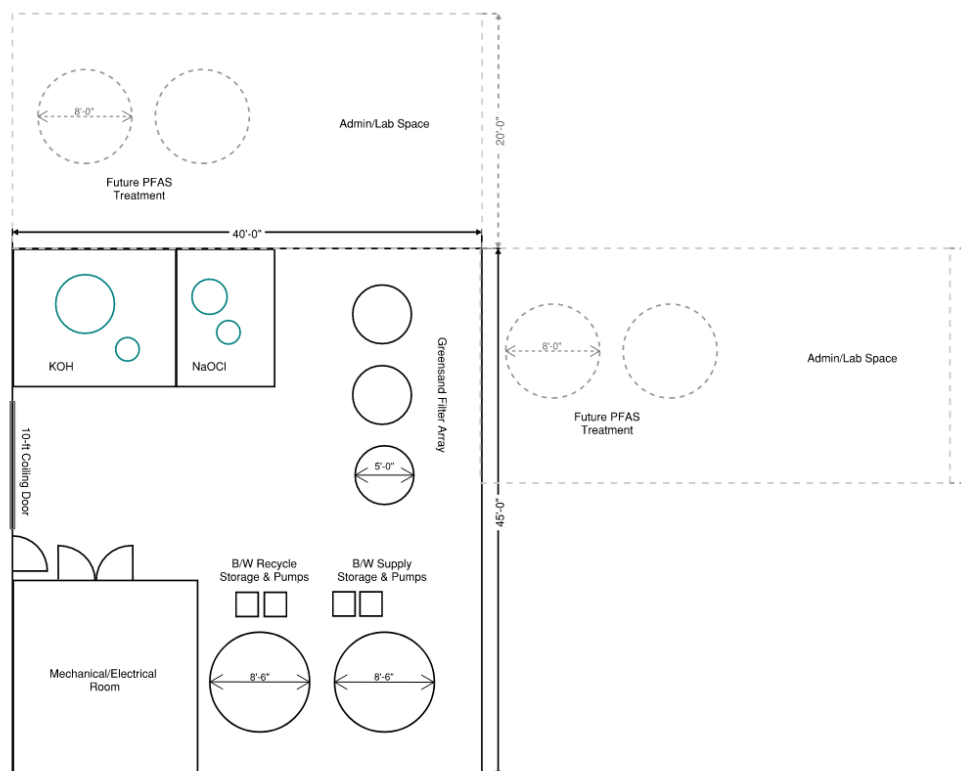 8'-0"
Admin/Lab Space
20'-0"
Future PFAS
Treatment
40'-0"
KOH
NaOCl
Greensand Filter Array
5'-0"
8'-0"
Admin/Lab Space
Future PFAS
Treatment
10-ft Coiling Door
45'-0"
B/W Recycle
Storage & Pumps
B/W Supply
Storage & Pumps
Mechanical/Electrical
Room
8'-6"
8'-6"